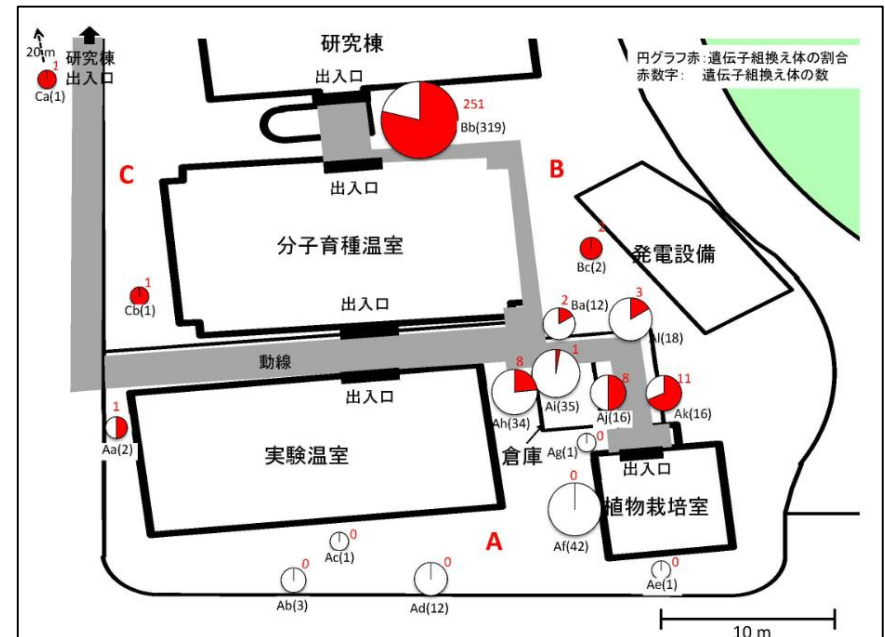 20 m
研究棟
出入口
1
Ca(1)
研究棟
出入口
円グラフ赤：遺伝子組換え体の割合
赤数字： 遺伝子組換え体の数
251
Bb(319)
C
B
出入口
分子育種温室
2
Bc(2)
発電設備
1
Cb(1)
出入口
2
Ba(12)
3
Al(18)
動線
出入口
8
Ah(34)
1
Ai(35)
8
Aj(16)
11
Ak(16)
1
Aa(2)
実験温室
倉庫
0
Ag(1)
出入口
植物栽培室
0
Af(42)
A
0
Ac(1)
0
Ab(3)
0
Ad(12)
0
Ae(1)
10 m